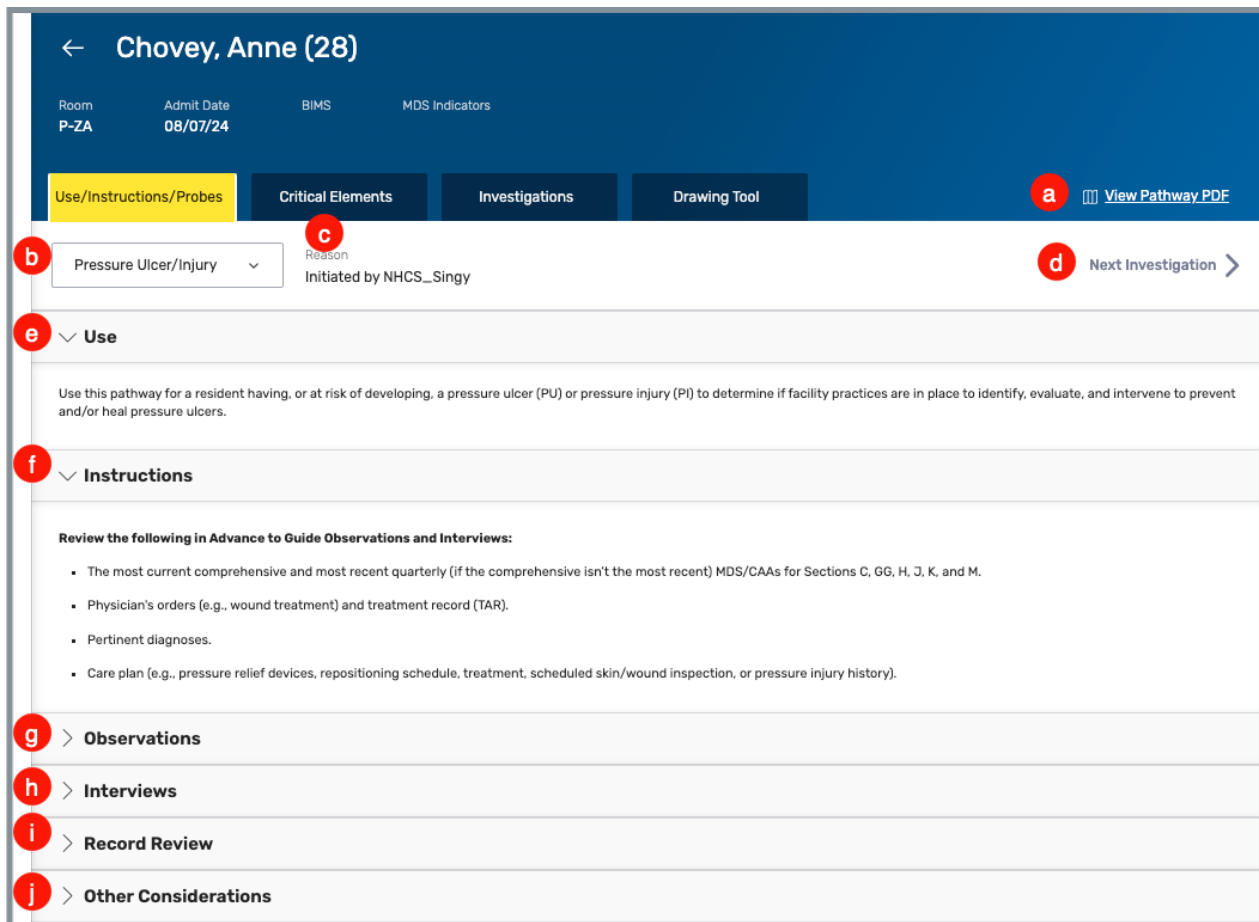 ← Chovey, Anne (28)
Room Admit Date BIMS MDS Indicators
P-ZA 08/07/24
Use/Instructions/Probes Critical Elements Investigations Drawing Tool a View Pathway PDF
c
b Pressure Ulcer/Injury Reason d Next Investigation
Initiated by NHCS_Singy
e Use
Use this pathway for a resident having, or at risk of developing, a pressure ulcer (PU) or pressure injury (PI) to determine if facility practices are in place to identify, evaluate, and intervene to prevent
and/or heal pressure ulcers.
f Instructions
Review the following in Advance to Guide Observations and Interviews:
▪ The most current comprehensive and most recent quarterly (if the comprehensive isn't the most recent) MDS/CAAs for Sections C, GG, H, J, K, and M.
▪ Physician's orders (e.g., wound treatment) and treatment record (TAR).
▪ Pertinent diagnoses.
▪ Care plan (e.g., pressure relief devices, repositioning schedule, treatment, scheduled skin/wound inspection, or pressure injury history).
g Observations
h Interviews
i Record Review
j Other Considerations